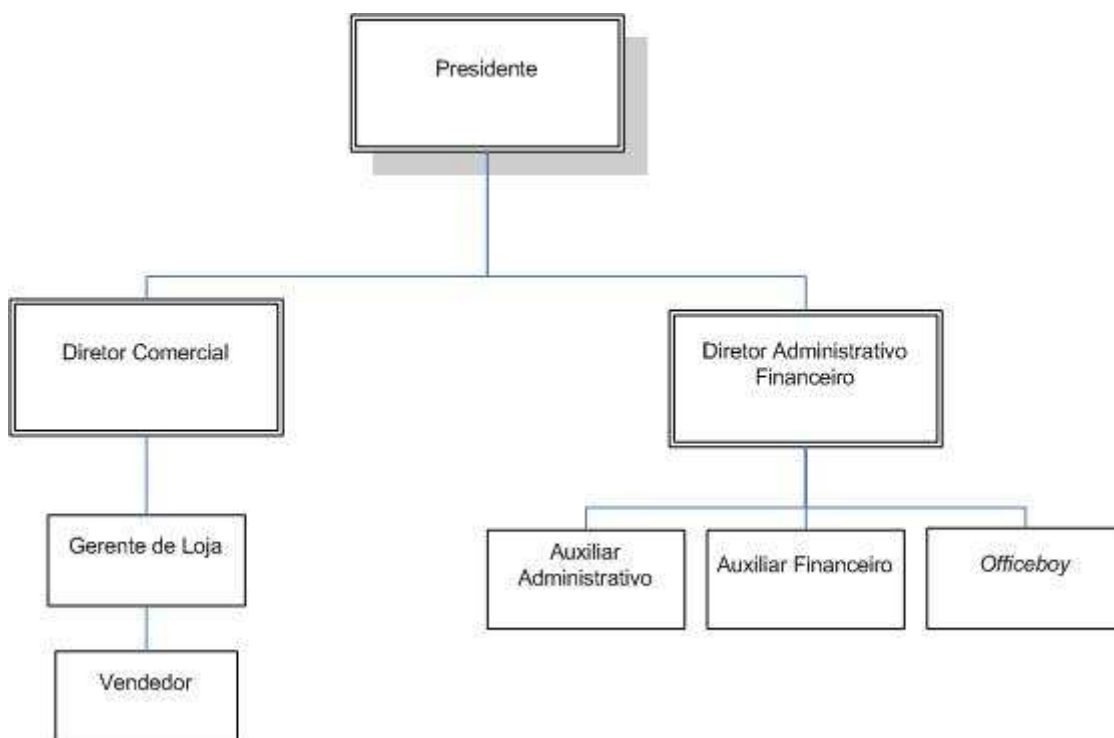 Presidente
Diretor Comercial
Diretor Administrativo
Financeiro
Gerente de Loja
Auxiliar
Administrativo
Auxiliar Financeiro
Officeboy
Vendedor